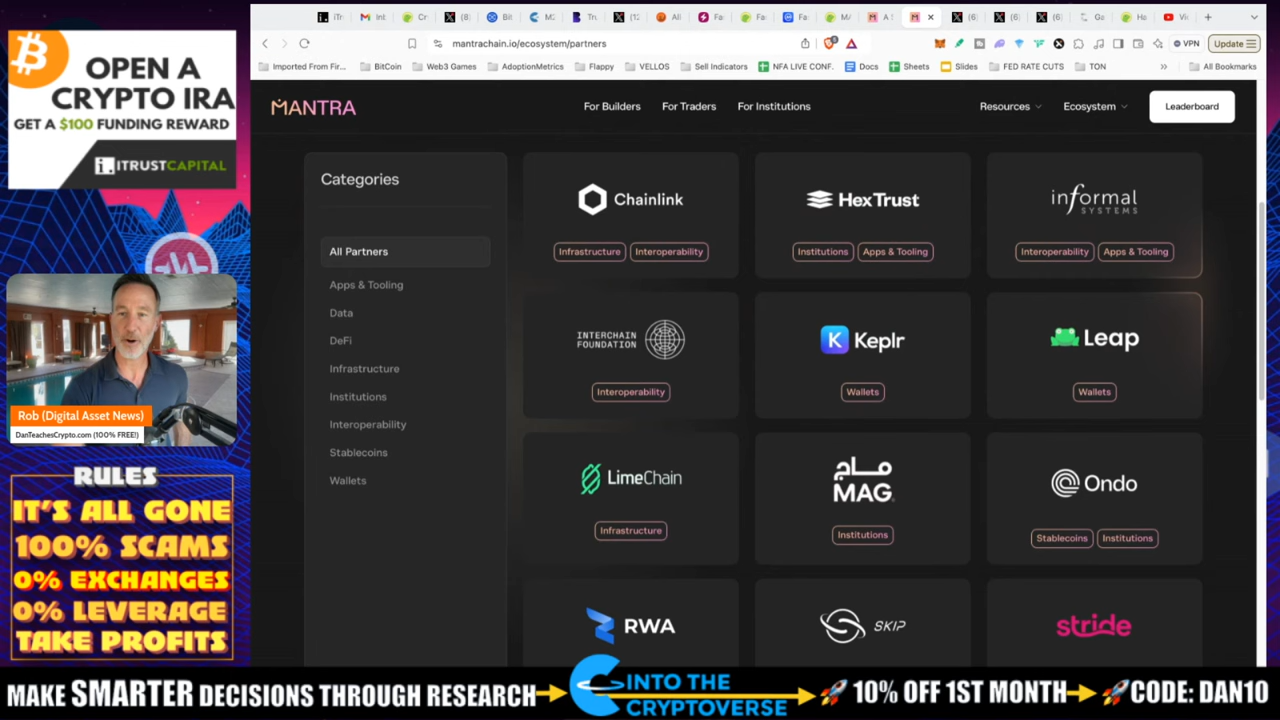 OPEN A
CRYPTO IRA
GET A $100 FUNDING REWARD
i.ITRUSTCAPITAL
Rob (Digital Asset News)
DanTeachesCrypto.com (100% FREE!)
RULES
IT'S ALL GONE
100% SCAMS
0% EXCHANGES
0% LEVERAGE
TAKE PROFITS
mantrachain.io/ecosystem/partners
VPN
Update
Imported From Fir...
BitCoin
Web3 Games
AdoptionMetrics
Flappy
VELLOS
Sell Indicators
NFA LIVE CONF.
Docs
Sheets
Slides
FED RATE CUTS
TON
All Bookmarks
MANTRA
For Builders
For Traders
For Institutions
Resources
Ecosystem
Leaderboard
Categories
All Partners
Apps & Tooling
Data
DeFi
Infrastructure
Institutions
Interoperability
Stablecoins
Wallets
Chainlink
Infrastructure
Interoperability
HexTrust
Institutions
Apps & Tooling
informal
SYSTEMS
Interoperability
Apps & Tooling
INTERCHAIN
FOUNDATION
Interoperability
Keplr
Wallets
Leap
Wallets
LimeChain
Infrastructure
ماج
MAG
Institutions
Ondo
Stablecoins
Institutions
RWA
SKIP
stride
MAKE SMARTER DECISIONS THROUGH RESEARCH
INTO THE
CRYPTOVERSE
10% OFF 1ST MONTH
CODE: DAN10